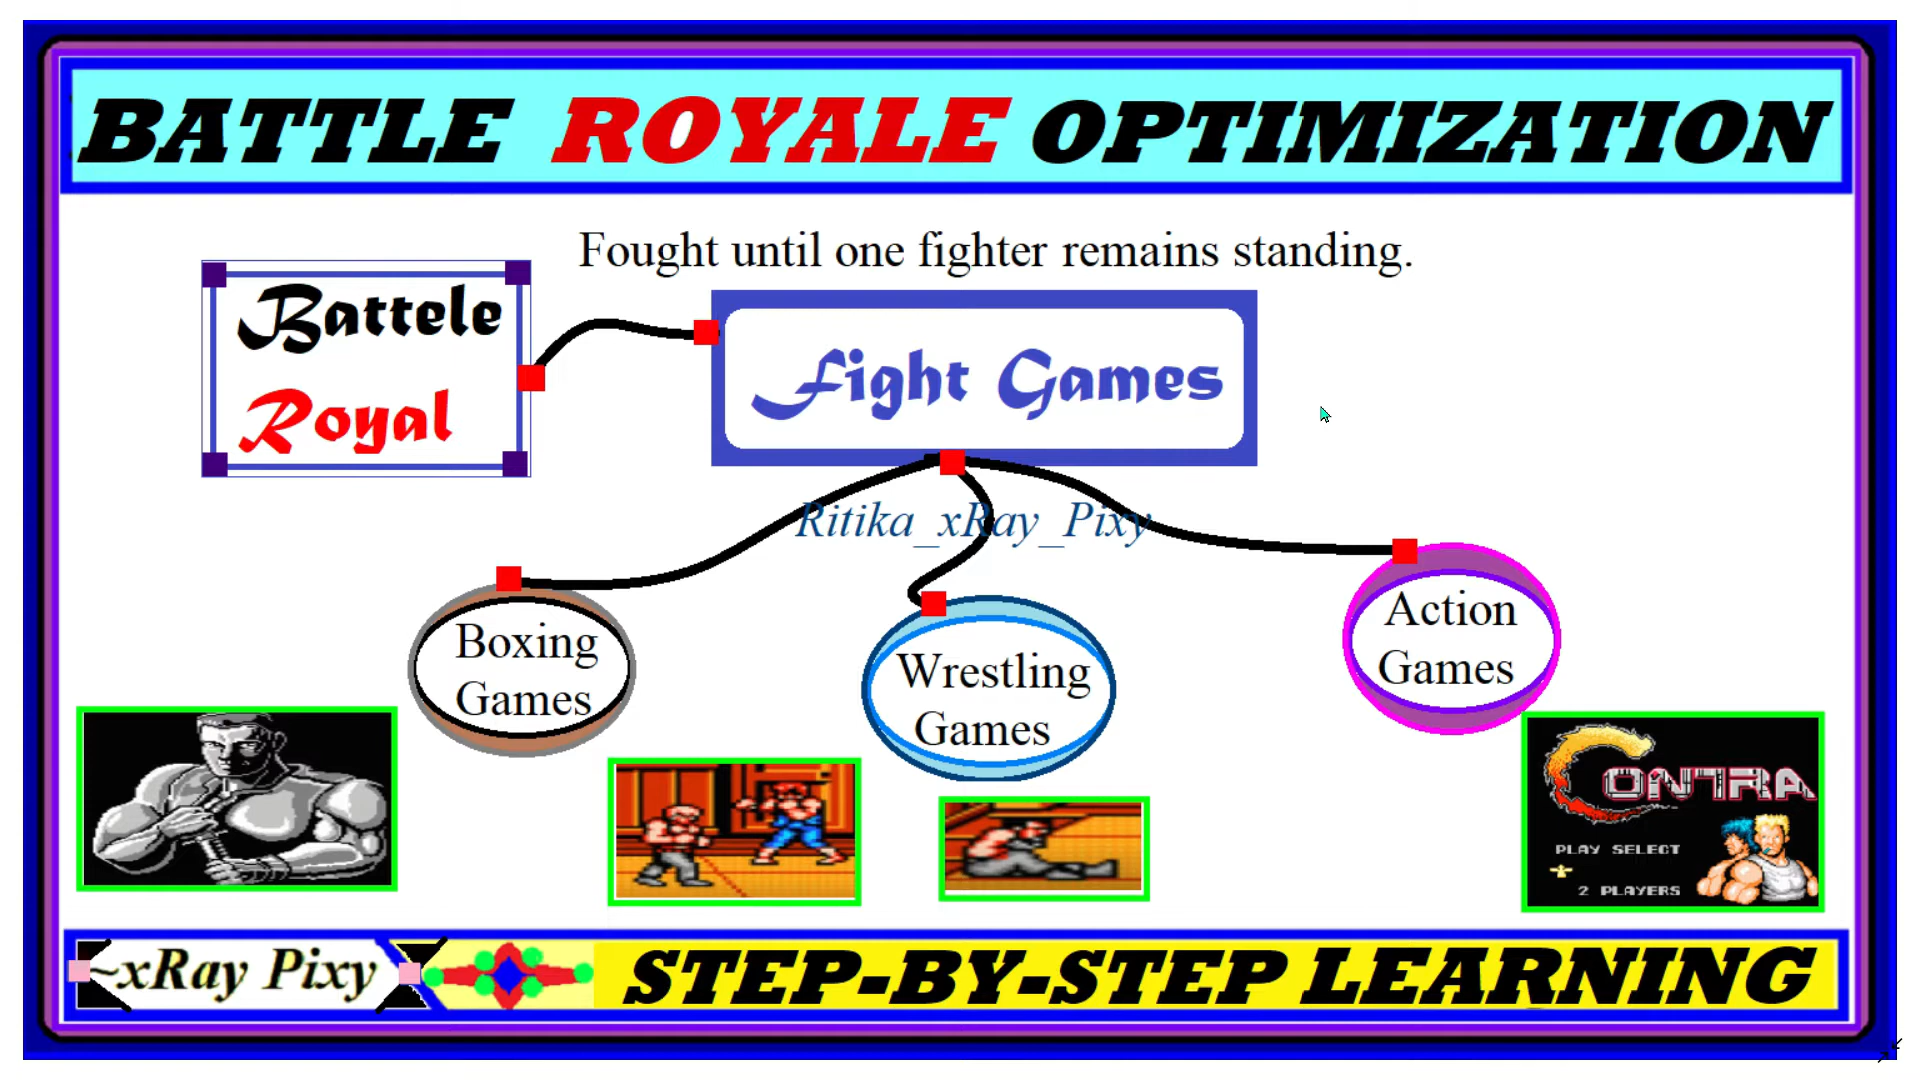 BATTLE ROYALE OPTIMIZATION
Fought until one fighter remains standing.
Battele
Royal
Fight Games
Ritika_xRay_Pixy
Boxing
Games
Wrestling
Games
Action
Games
CONTRA
PLAY SELECT
2 PLAYERS
~xRay Pixy
STEP-BY-STEP LEARNING